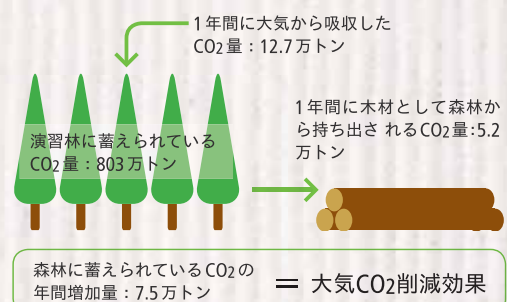 1年間に大気から吸収した
CO2量：12.7万トン
演習林に蓄えられている
CO2量：803万トン
1年間に木材として森林か
ら持ち出さ れるCO2量:5.2
万トン
森林に蓄えられているCO2の
年間増加量：7.5万トン
＝ 大気CO2削減効果